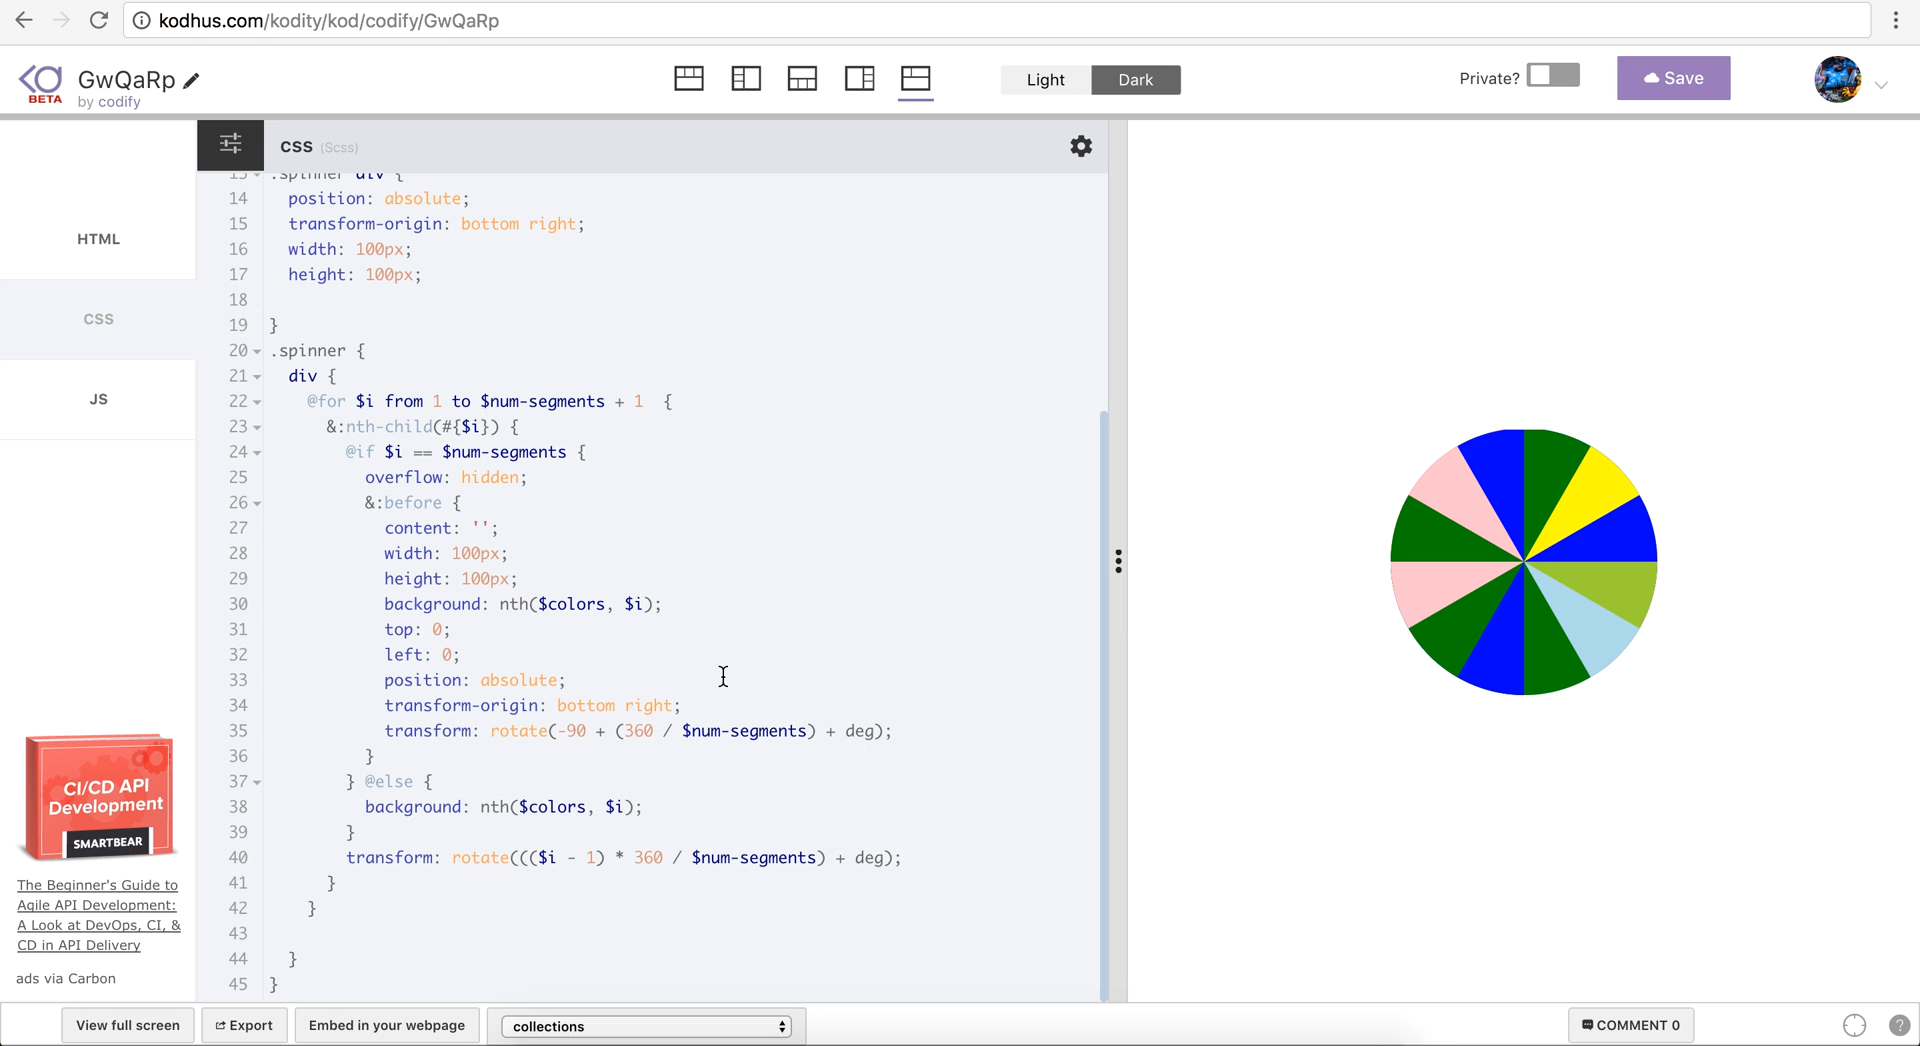 kodhus.com/kodity/kod/codify/GwQaRp
BETA
GwQaRp
by codify
Light
Dark
Private?
Save
HTML
CSS
JS
CSS (Scss)
13 .spinner div {
14 position: absolute;
15 transform-origin: bottom right;
16 width: 100px;
17 height: 100px;
18
19 }
20 .spinner {
21 div {
22 @for $i from 1 to $num-segments + 1 {
23 &:nth-child(#{$i}) {
24 @if $i == $num-segments {
25 overflow: hidden;
26 &:before {
27 content: '';
28 width: 100px;
29 height: 100px;
30 background: nth($colors, $i);
31 top: 0;
32 left: 0;
33 position: absolute;
34 transform-origin: bottom right;
35 transform: rotate(-90 + (360 / $num-segments) + deg);
36 }
37 } @else {
38 background: nth($colors, $i);
39 }
40 transform: rotate((($i - 1) * 360 / $num-segments) + deg);
41 }
42 }
43
44 }
45 }
CI/CD API
Development
SMARTBEAR
The Beginner's Guide to
Agile API Development:
A Look at DevOps, CI, &
CD in API Delivery
ads via Carbon
View full screen
Export
Embed in your webpage
collections
COMMENT 0
?